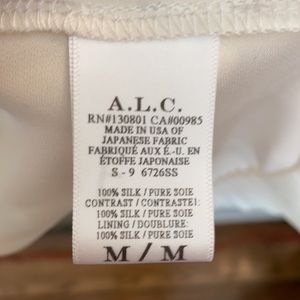 A.L.C.
RN#130801 CA#00985
MADE IN USA OF
JAPANESE FABRIC
FABRIQUÉ AUX É.-U. EN
ÉTOFFE JAPONAISE
S - 9 6726SS
100% SILK / PURE SOIE
CONTRAST / CONTRASTE1:
100% SILK / PURE SOIE
LINING / DOUBLURE:
100% SILK / PURE SOIE
M / M